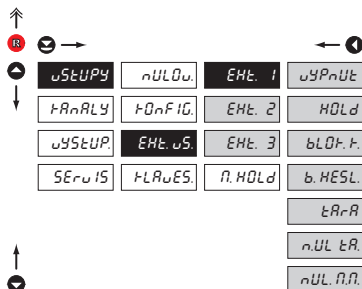 R
VSTUPY NULOV. EXT. 1 VYPNUT
KANALY KONFIG. EXT. 2 HOLD
VYSTUP. EXT. VS. EXT. 3 BLOK. K.
SERVIS KLAVES. M. HOLD B. HESL.
TARA
NUL. TA.
NUL. M.M.